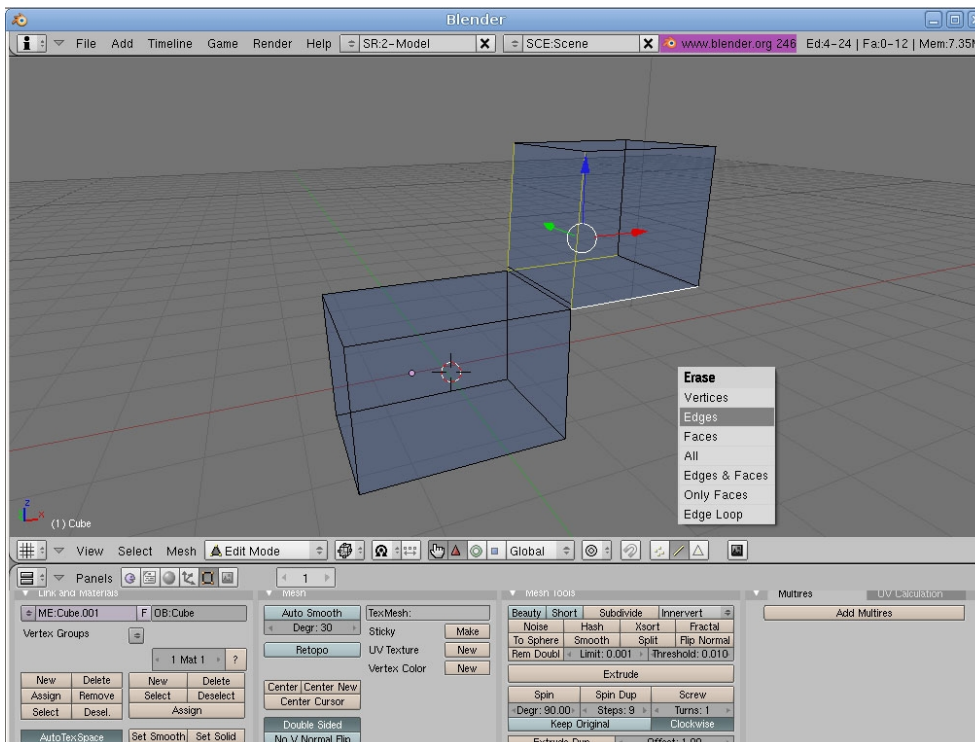 Blender
File Add Timeline Game Render Help SR:2-Model X SCE:Scene X www.blender.org 246 Ed:4-24 | Fa:0-12 | Mem:7.35
Erase
Vertices
Edges
Faces
All
Edges & Faces
Only Faces
Edge Loop
z
x
(1) Cube
View Select Mesh Edit Mode Global
Panels 1
Link and Materials Mesh Mesh Tools Multires UV Calculation
ME:Cube.001 F OB:Cube
Vertex Groups
1 Mat 1 ?
New Delete New Delete
Assign Remove Select Deselect
Select Desel. Assign
AutoTexSpace Set Smooth Set Solid
Auto Smooth TexMesh:
Degr: 30 Sticky Make
Retopo UV Texture New
Vertex Color New
Center Center New
Center Cursor
Double Sided
No V.Normal Flip
Beauty Short Subdivide Innervert
Noise Hash Xsort Fractal
To Sphere Smooth Split Flip Normal
Rem Doubl Limit: 0.001 Threshold: 0.010
Extrude
Spin Spin Dup Screw
Degr: 90.00 Steps: 9 Turns: 1
Keep Original Clockwise
Extrude Dup Offset: 1.00
Add Multires